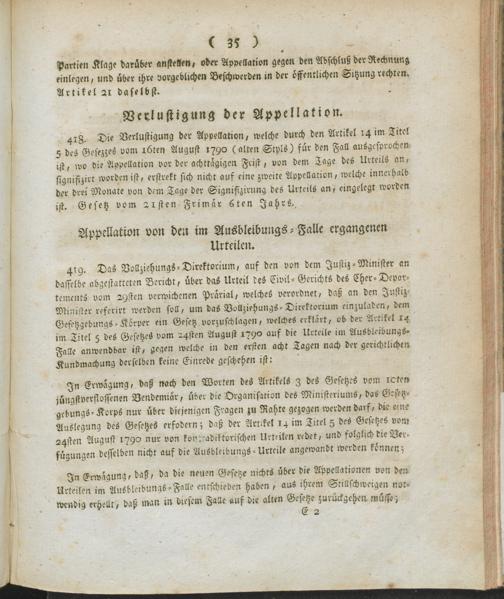 ( 35 )
Partien Klage darüber anstellen, oder Appellation gegen den Abschluß der Rechnung
einlegen, und über ihre vorgeblichen Beschwerden in der öffentlichen Sitzung rechten.
Artikel 21 daselbst.
Verlustigung der Appellation.
418. Die Verlustigung der Appellation, welche durch den Artikel 14 im Titel
5 des Gesetzes vom 16ten August 1790 (alten Styls) für den Fall ausgesprochen
ist, wo die Appellation vor der achttägigen Frist, von dem Tage des Urteils an,
signifizirt worden ist, erstrekt sich nicht auf eine zweite Appellation, welche innerhalb
der drei Monate von dem Tage der Signifizirung des Urteils an, eingelegt worden
ist. Gesetz vom 21sten Frimär 6ten Jahrs.
Appellation von den im Ausbleibungs-Falle ergangenen
Urteilen.
419. Das Vollziehungs-Direktorium, auf den von dem Justiz-Minister an
dasselbe abgestatteten Bericht, über das Urteil des Civil-Gerichts des Cher-Depar-
tements vom 29sten verwichenen Prärial, welches verordnet, daß an den Justiz-
Minister referirt werden soll, um das Vollziehungs-Direktorium einzuladen, dem
Gesetzgebungs-Körper ein Gesetz vorzuschlagen, welches erklärt, ob der Artikel 14
im Titel 5 des Gesetzes vom 24sten August 1790 auf die Urteile im Ausbleibungs-
Falle anwendbar ist, gegen welche in den ersten acht Tagen nach der gerichtlichen
Kundmachung derselben keine Einrede geschehen ist:
In Erwägung, daß nach den Worten des Artikels 3 des Gesetzes vom 10ten
jüngstverflossenen Vendemiär, über die Organisation des Ministeriums, das Gesetz-
gebungs-Korps nur über diejenigen Fragen zu Rahte gezogen werden darf, die eine
Auslegung des Gesetzes erfodern; daß der Artikel 14 im Titel 5 des Gesetzes vom
24sten August 1790 nur von kontradiktorischen Urteilen redet, und folglich die Ver-
fügungen desselben nicht auf die Ausbleibungs-Urteile angewandt werden können;
In Erwägung, daß, da die neuen Gesetze nichts über die Appellationen von den
Urteilen im Ausbleibungs-Falle entschieden haben, aus ihrem Stillschweigen not-
wendig erhellt, daß man in diesem Falle auf die alten Gesetze zurückgehen müsse;
E 2